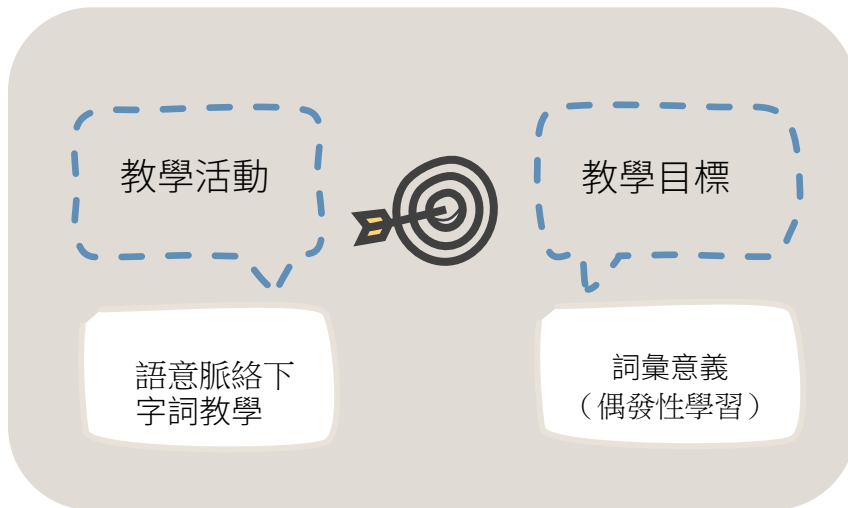 教學活動
教學目標
語意脈絡下
字詞教學
詞彙意義
（偶發性學習）